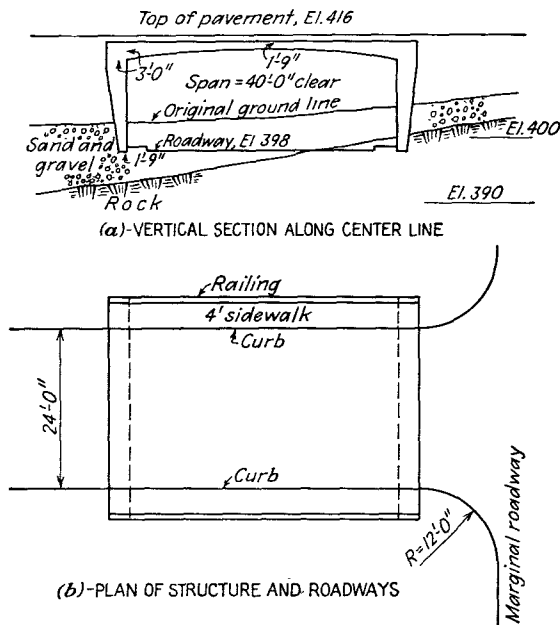 Top of pavement, El. 416
1'-9"
3'-0"
Span = 40'-0" clear
Original ground line
El. 400
Sand and
gravel
Roadway, El. 398
1'-9"
Rock
El. 390
(a)-VERTICAL SECTION ALONG CENTER LINE
Railing
4' sidewalk
Curb
24'-0"
Curb
R=12'-0"
Marginal roadway
(b)-PLAN OF STRUCTURE AND ROADWAYS